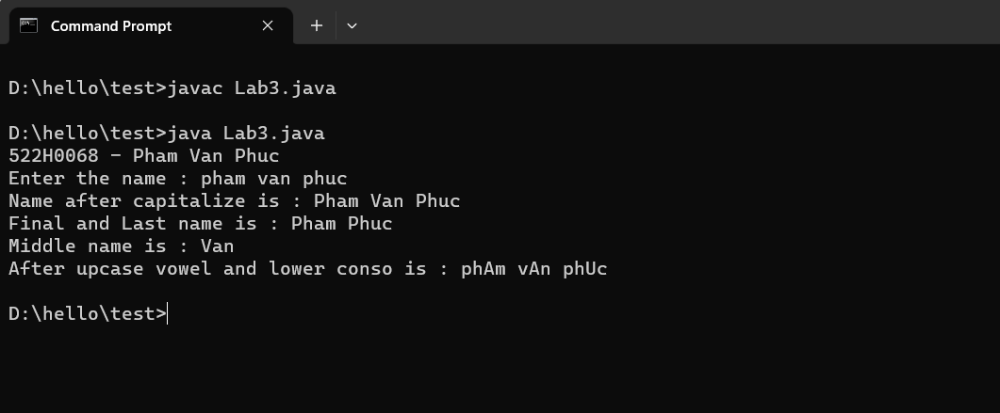 Command Prompt
D:\hello\test>javac Lab3.java
D:\hello\test>java Lab3.java
522H0068 - Pham Van Phuc
Enter the name : pham van phuc
Name after capitalize is : Pham Van Phuc
Final and Last name is : Pham Phuc
Middle name is : Van
After upcase vowel and lower conso is : phAm vAn phUc
D:\hello\test>